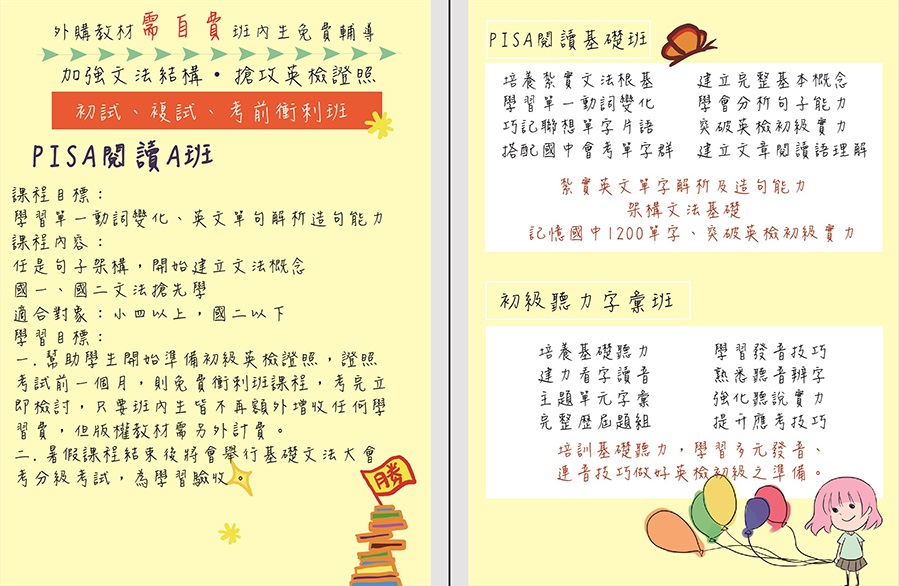 外購教材需自費班內生免費輔導
加強文法結構•搶攻英檢證照
初試、複試、考前衝刺班
PISA閱讀A班
課程目標：
學習單一動詞變化、英文單句解析造句能力
課程內容：
任是句子架構，開始建立文法概念
國一、國二文法搶先學
適合對象：小四以上，國二以下
學習目標：
一.幫助學生開始準備初級英檢證照，證照
考試前一個月，則免費衝刺班課程，考完立
即檢討，只要班內生皆不再額外增收任何學
習費，但版權教材需另外計費。
二.暑假課程結束後將會舉行基礎文法大會
考分級考試，為學習驗收。
勝
PISA閱讀基礎班
培養紮實文法根基 建立完整基本概念
學習單一動詞變化 學會分析句子能力
巧記聯想單字片語 突破英檢初級實力
搭配國中會考單字群 建立文章閱讀語理解
紮實英文單字解析及造句能力
架構文法基礎
記憶國中1200單字、突破英檢初級實力
初級聽力字彙班
培養基礎聽力 學習發音技巧
建力看字讀音 熟悉聽音辨字
主題單元字彙 強化聽說實力
完整歷屆題組 提升應考技巧
培訓基礎聽力，學習多元發音、
連音技巧做好英檢初級之準備。